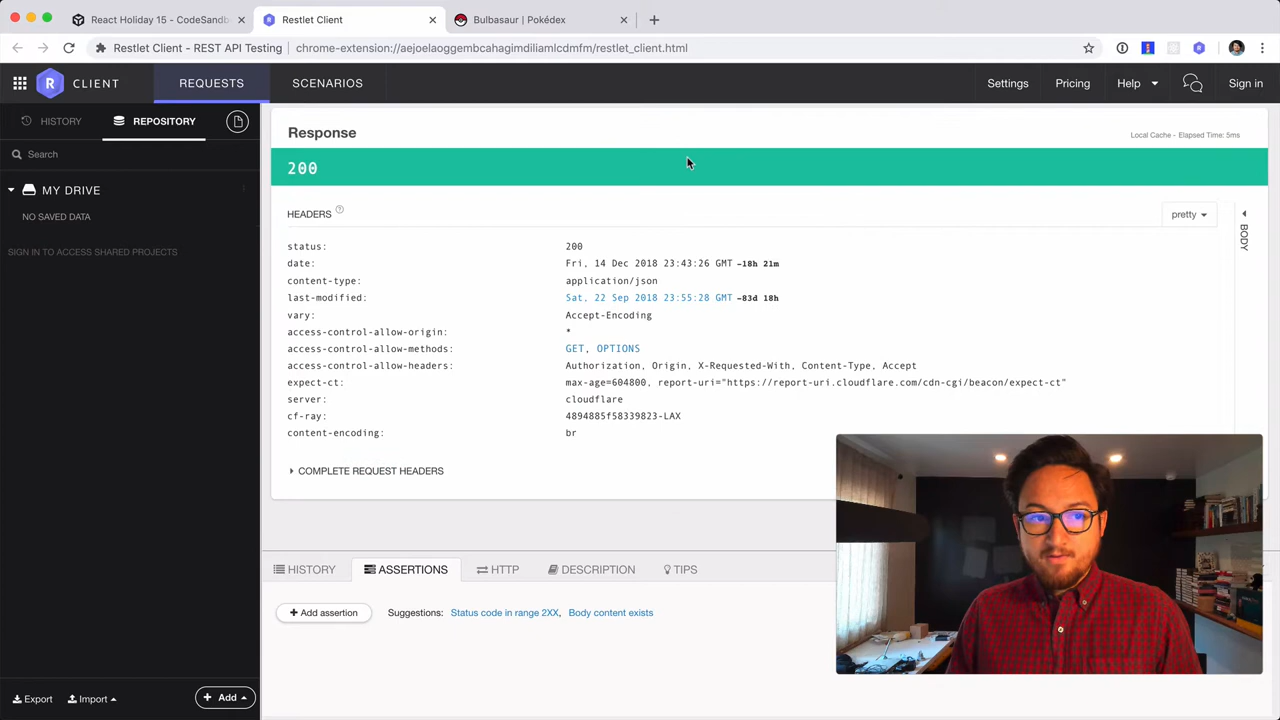 React Holiday 15 - CodeSandb
Restlet Client
Bulbasaur | Pokédex
Restlet Client - REST API Testing
chrome-extension://aejoelaoggembcahagimdiliamlcdmfm/restlet_client.html
R
CLIENT
REQUESTS
SCENARIOS
Settings
Pricing
Help
Sign in
HISTORY
REPOSITORY
Search
MY DRIVE
NO SAVED DATA
SIGN IN TO ACCESS SHARED PROJECTS
Response
Local Cache - Elapsed Time: 5ms
200
HEADERS ?
pretty
BODY
status: 200
date: Fri, 14 Dec 2018 23:43:26 GMT -18h 21m
content-type: application/json
last-modified: Sat, 22 Sep 2018 23:55:28 GMT -83d 18h
vary: Accept-Encoding
access-control-allow-origin: *
access-control-allow-methods: GET, OPTIONS
access-control-allow-headers: Authorization, Origin, X-Requested-With, Content-Type, Accept
expect-ct: max-age=604800, report-uri="https://report-uri.cloudflare.com/cdn-cgi/beacon/expect-ct"
server: cloudflare
cf-ray: 4894885f58339823-LAX
content-encoding: br
COMPLETE REQUEST HEADERS
HISTORY
ASSERTIONS
HTTP
DESCRIPTION
TIPS
+ Add assertion
Suggestions: Status code in range 2XX, Body content exists
Export
Import
+ Add